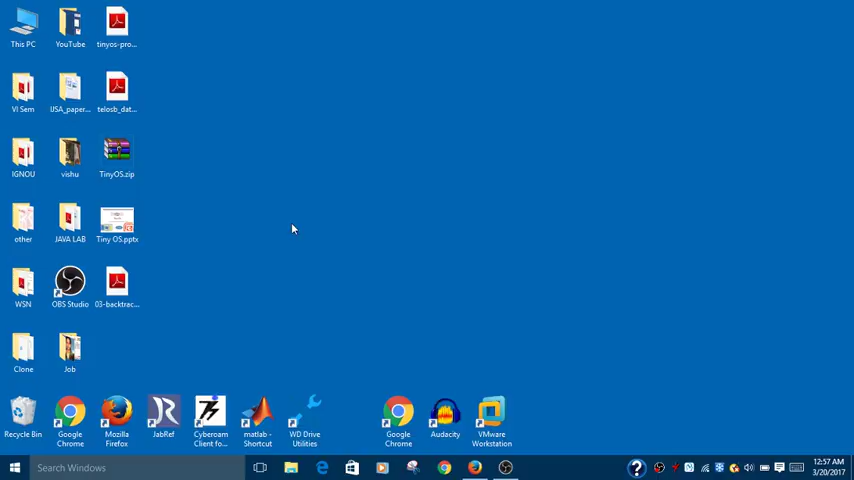 This PC
YouTube
tinyos-pro...
VI Sem
IJSA_paper...
telosb_dat...
IGNOU
vishu
TinyOS.zip
other
JAVA LAB
Tiny OS.pptx
WSN
OBS Studio
03-backtrac...
Clone
Job
Recycle Bin
Google
Chrome
Mozilla
Firefox
JabRef
Cyberoam
Client fo...
matlab -
Shortcut
WD Drive
Utilities
Google
Chrome
Audacity
VMware
Workstation
Search Windows
12:57 AM
3/20/2017